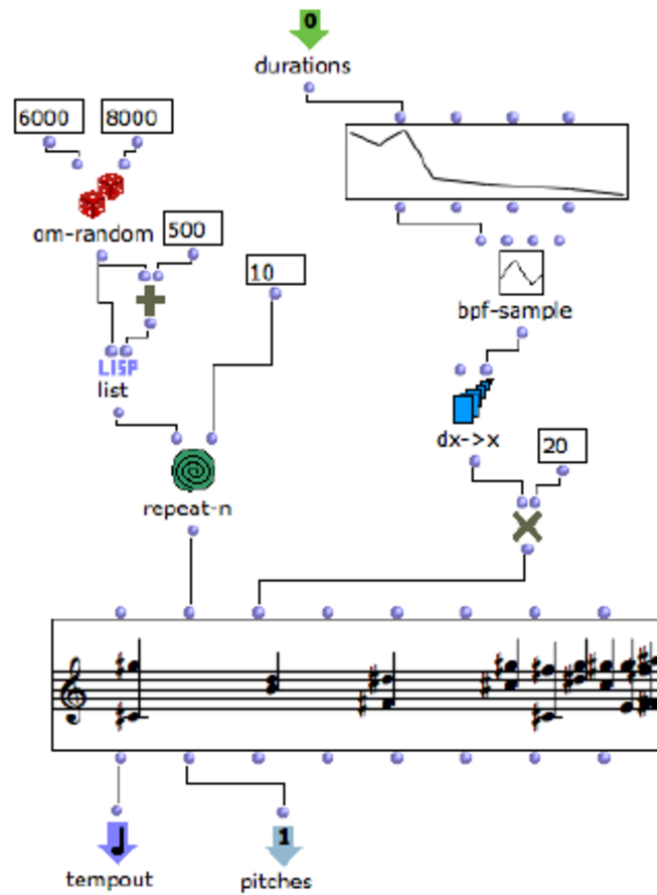 0
durations
6000
8000
om-random
500
10
bpf-sample
LISP
list
dx->x
20
repeat-n
1
tempout
pitches